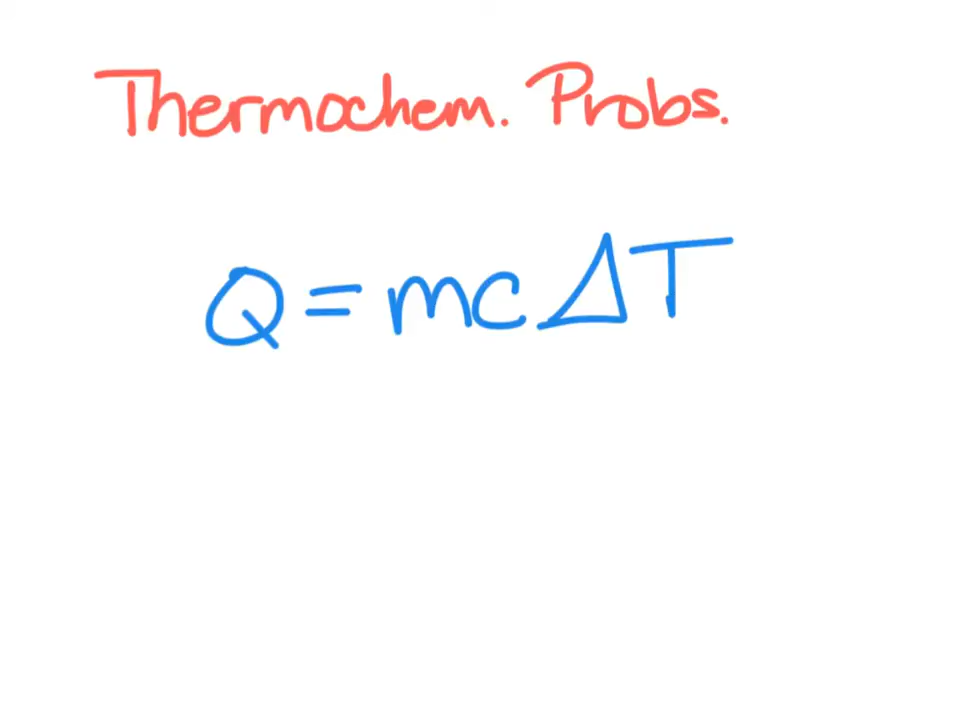 Thermochem. Probs.
Q = mcΔT